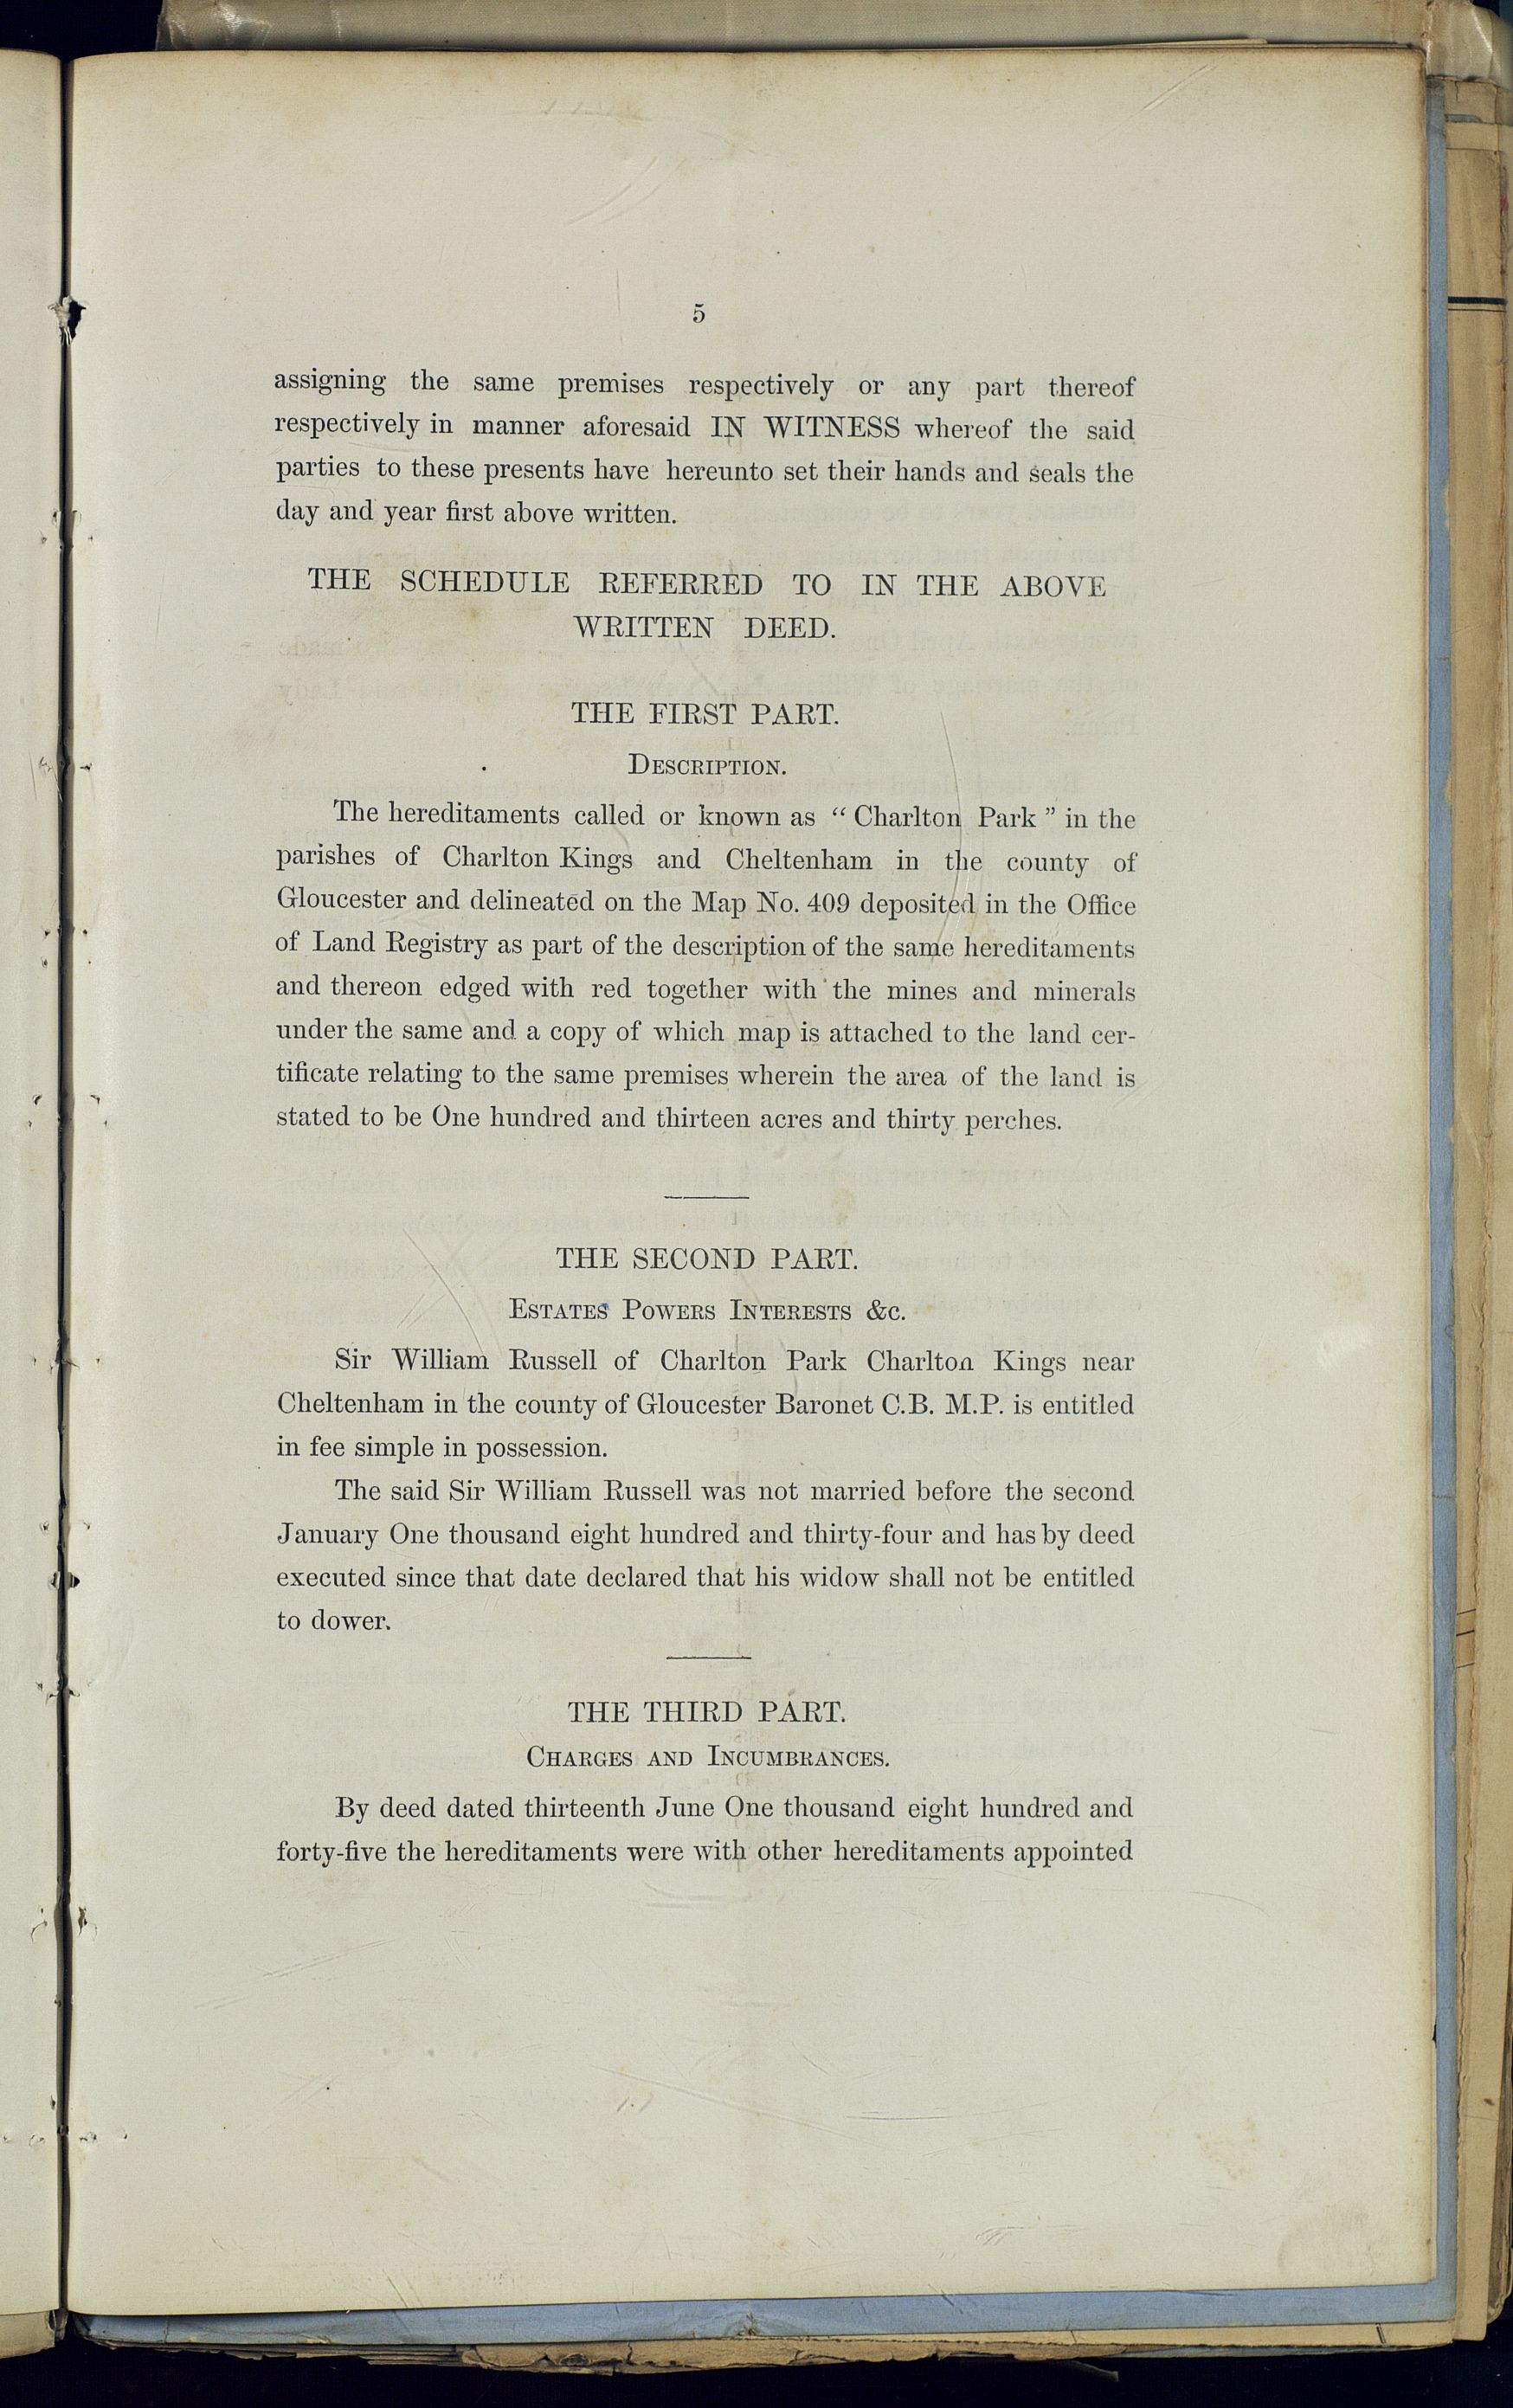 5
assigning the same premises respectively or any part thereof
respectively in manner aforesaid IN WITNESS whereof the said
parties to these presents have hereunto set their hands and seals the
day and year first above written.
THE SCHEDULE REFERRED TO IN THE ABOVE
WRITTEN DEED.
THE FIRST PART.
DESCRIPTION.
The hereditaments called or known as “ Charlton Park ” in the
parishes of Charlton Kings and Cheltenham in the county of
Gloucester and delineated on the Map No. 409 deposited in the Office
of Land Registry as part of the description of the same hereditaments
and thereon edged with red together with the mines and minerals
under the same and a copy of which map is attached to the land cer-
tificate relating to the same premises wherein the area of the land is
stated to be One hundred and thirteen acres and thirty perches.
THE SECOND PART.
ESTATES POWERS INTERESTS &c.
Sir William Russell of Charlton Park Charlton Kings near
Cheltenham in the county of Gloucester Baronet C.B. M.P. is entitled
in fee simple in possession.
The said Sir William Russell was not married before the second
January One thousand eight hundred and thirty-four and has by deed
executed since that date declared that his widow shall not be entitled
to dower.
THE THIRD PART.
CHARGES AND INCUMBRANCES.
By deed dated thirteenth June One thousand eight hundred and
forty-five the hereditaments were with other hereditaments appointed